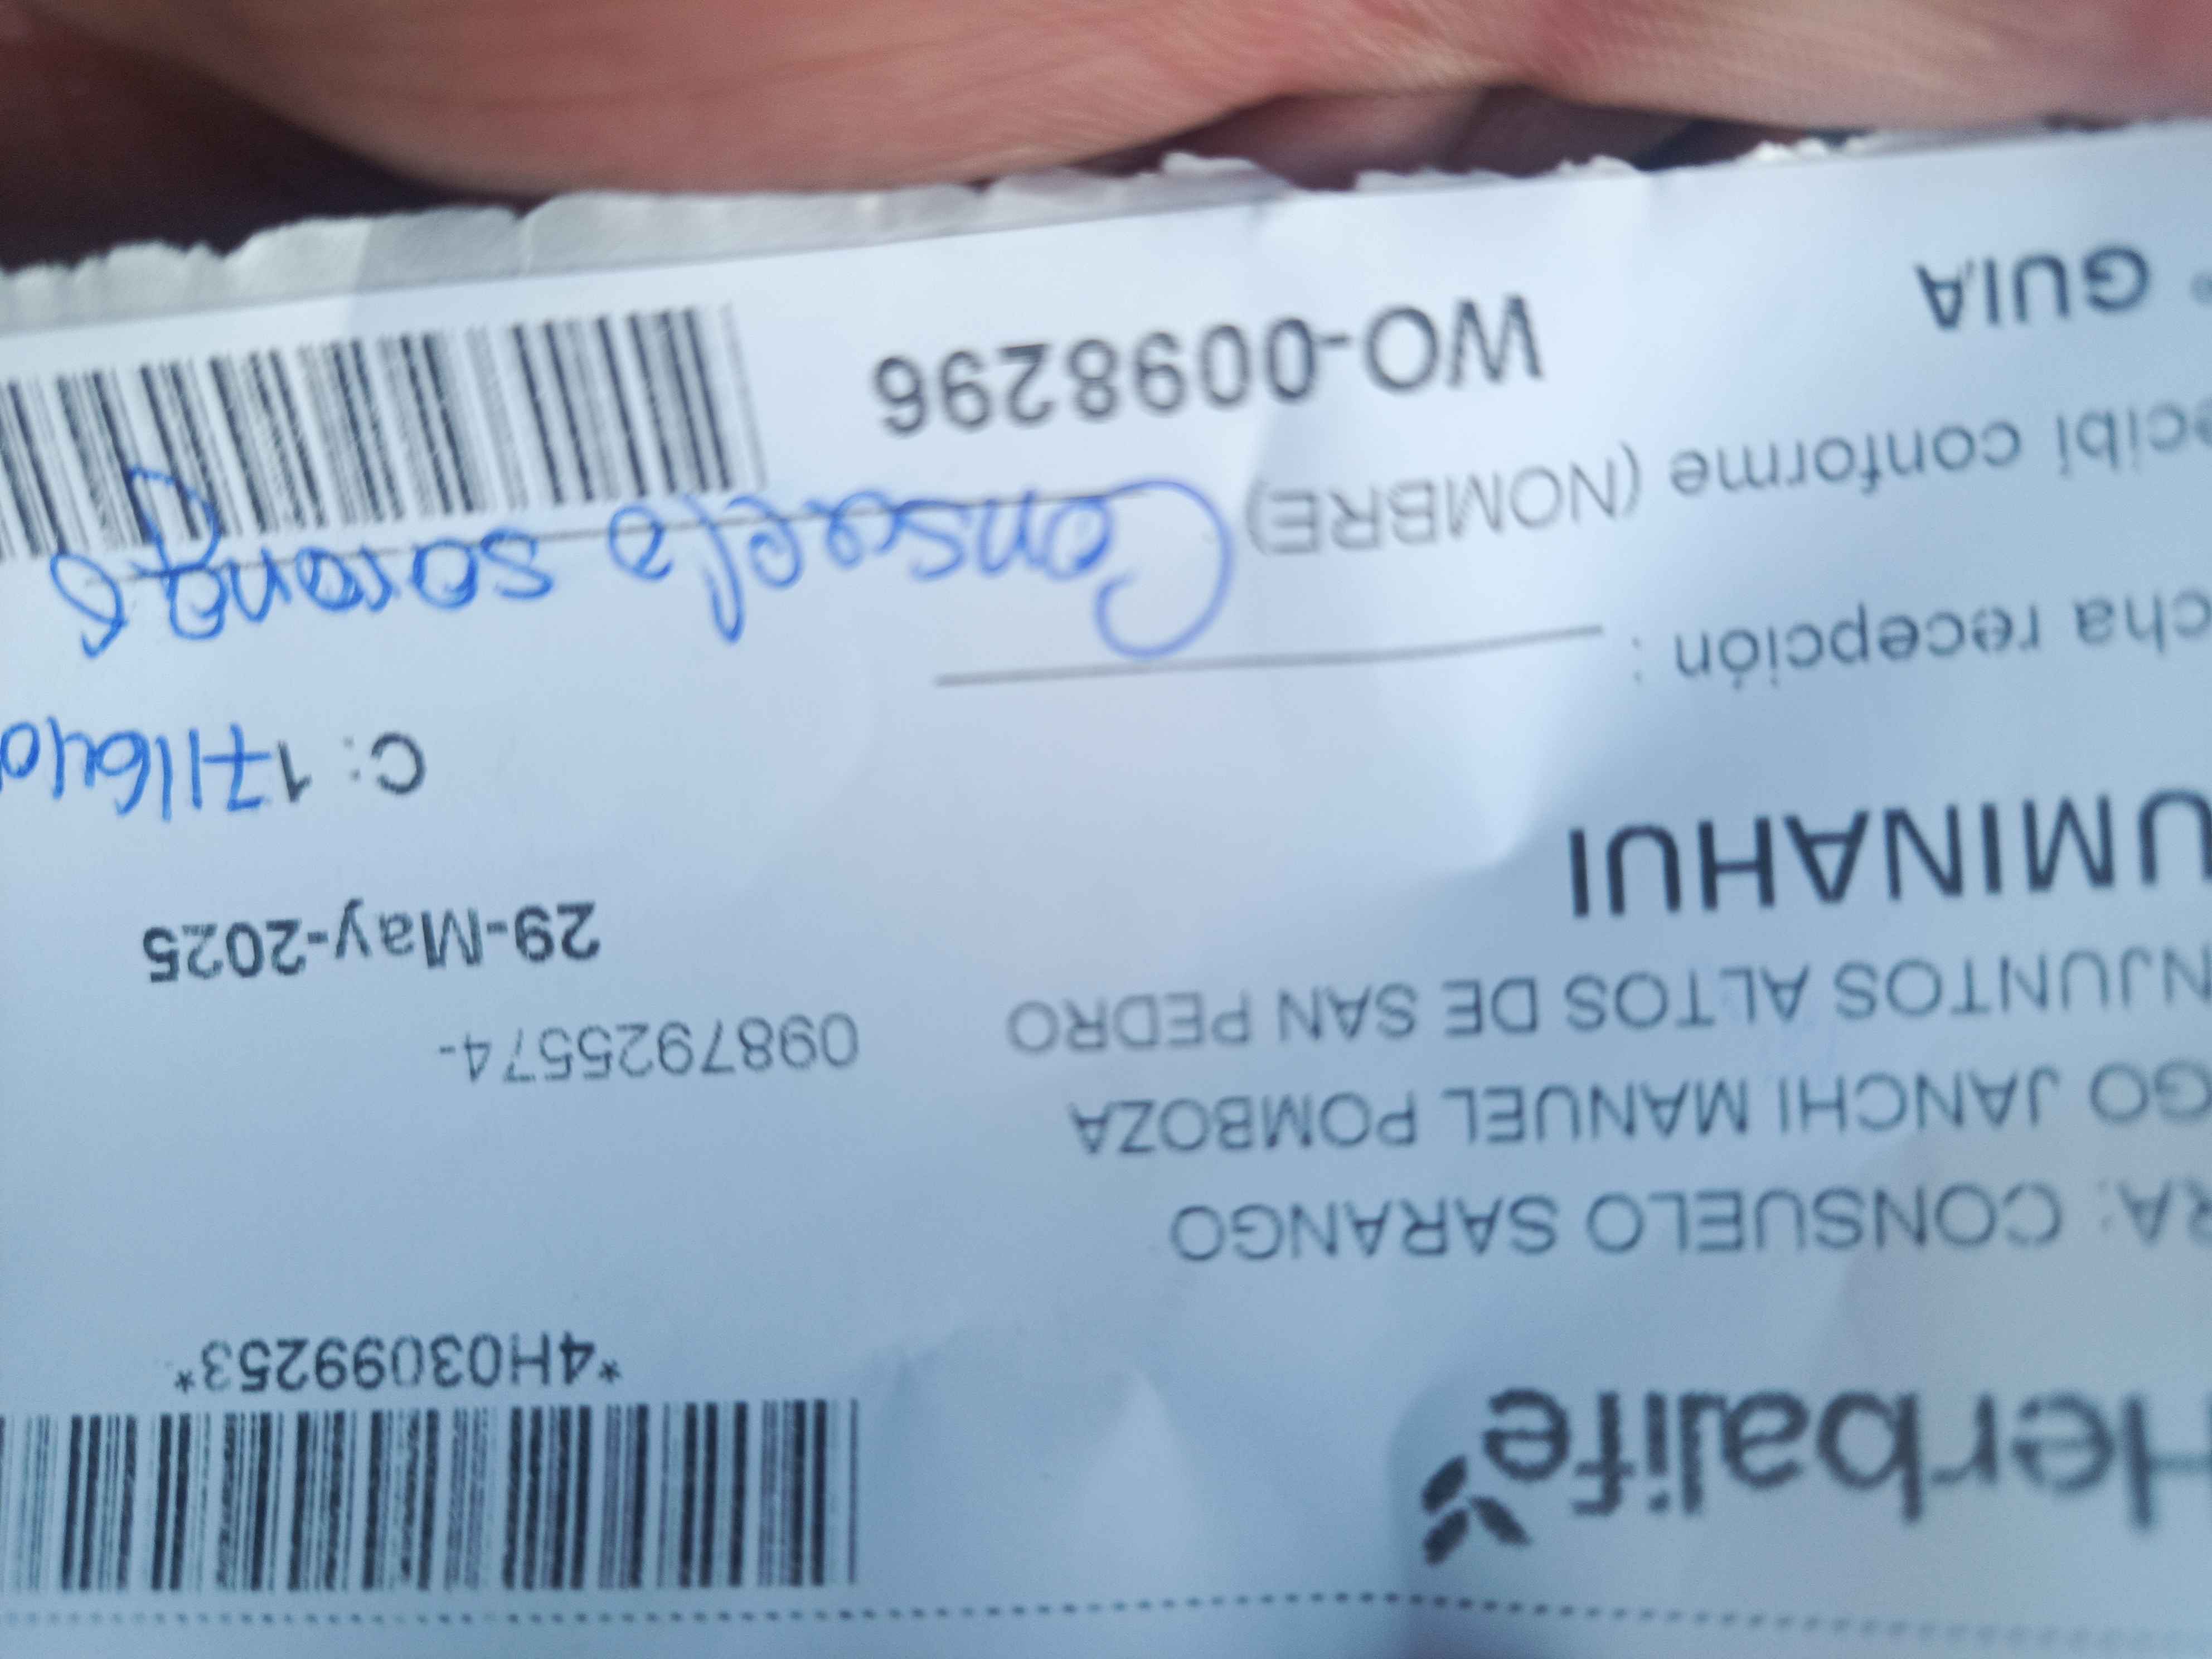 Herbalife
*4H03099253*
RA: CONSUELO SARANGO
GO JANCHI MANUEL POMBOZA
NJUNTOS ALTOS DE SAN PEDRO 0987925574-
UMINAHUI 29-May-2025
cha recepción : C: 1711640
cibi conforme (NOMBRE) Consuelo sarango
GUIA WO-0098296